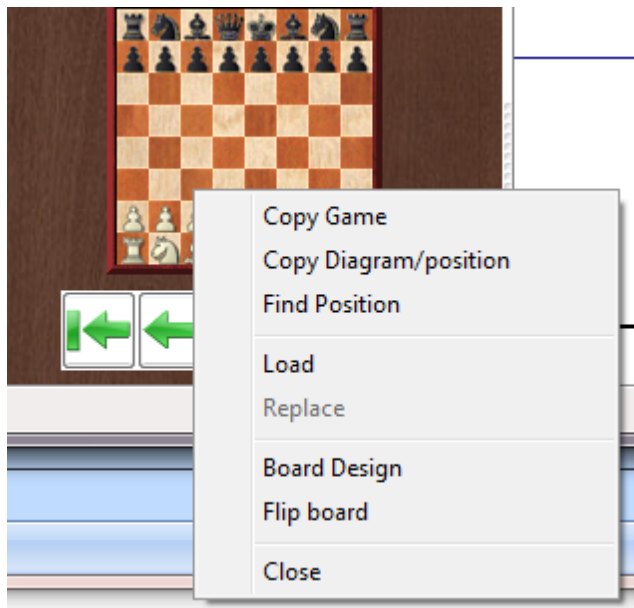 Copy Game
Copy Diagram/position
Find Position
Load
Replace
Board Design
Flip board
Close